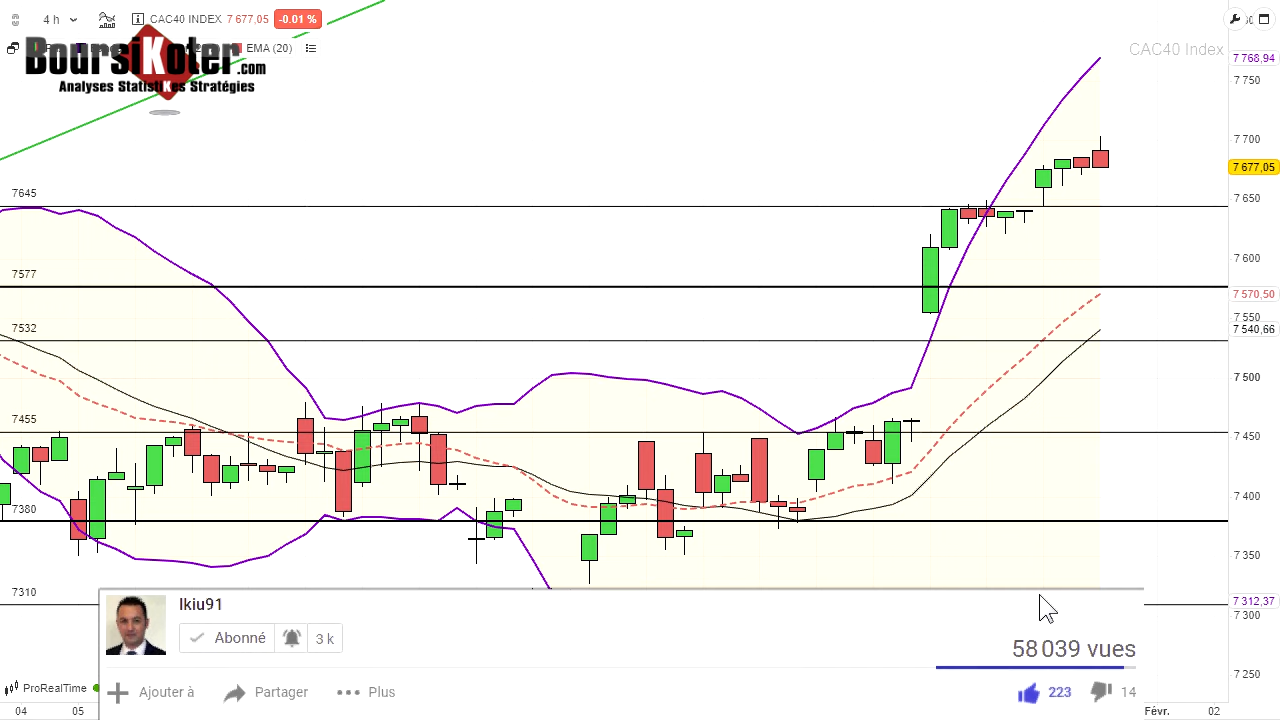 4 h CAC40 INDEX 7 677,05 -0.01 %
EMA (20)
BoursiKoter.com
Analyses StatistiKes Stratégies
CAC40 Index
7 768,94
7 750
7 700
7 677,05
7 650
7 600
7 570,50
7 550
7 540,66
7 500
7 450
7 400
7 350
7 312,37
7 300
7 250
7645
7577
7532
7455
7380
7310
Ikiu91
Abonné 3 k
58 039 vues
Ajouter à Partager Plus 223 14
ProRealTime
04 05 Févr. 02